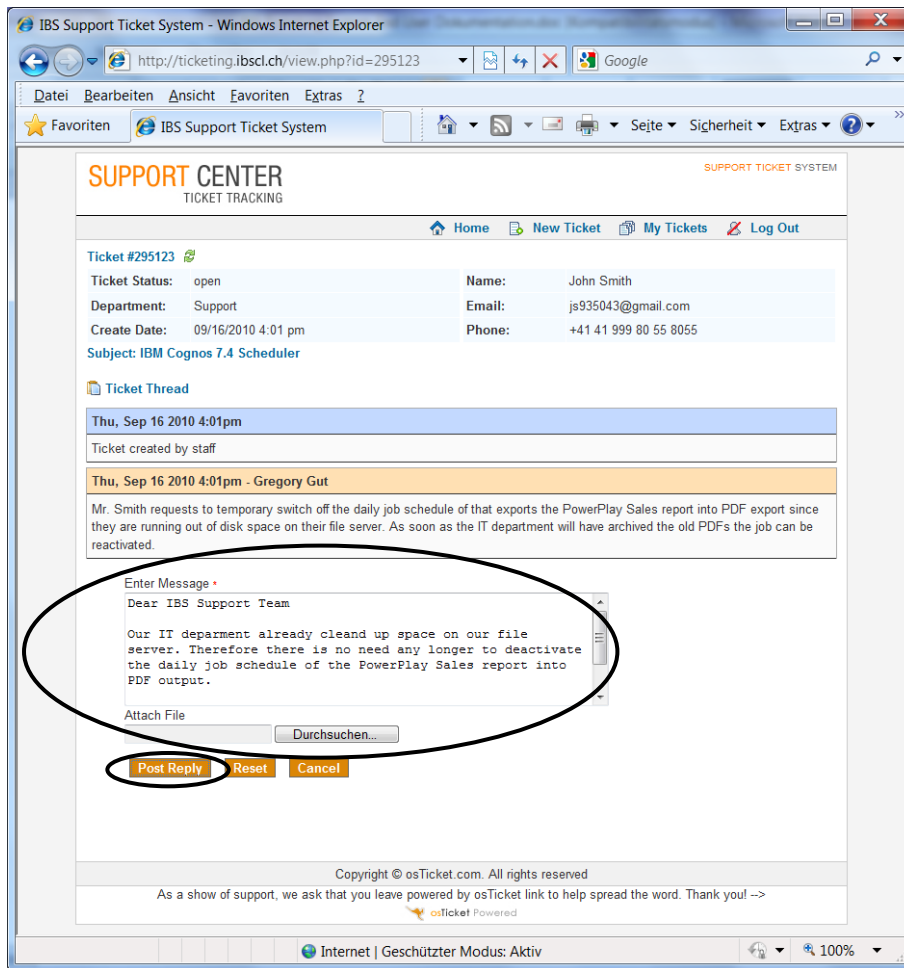 IBS Support Ticket System - Windows Internet Explorer
http://ticketing.ibscl.ch/view.php?id=295123
Google
Datei Bearbeiten Ansicht Favoriten Extras ?
Favoriten IBS Support Ticket System Seite Sicherheit Extras
SUPPORT CENTER
TICKET TRACKING
SUPPORT TICKET SYSTEM
Home New Ticket My Tickets Log Out
Ticket #295123
Ticket Status: open Name: John Smith
Department: Support Email: js935043@gmail.com
Create Date: 09/16/2010 4:01 pm Phone: +41 41 999 80 55 8055
Subject: IBM Cognos 7.4 Scheduler
Ticket Thread
Thu, Sep 16 2010 4:01pm
Ticket created by staff
Thu, Sep 16 2010 4:01pm - Gregory Gut
Mr. Smith requests to temporary switch off the daily job schedule of that exports the PowerPlay Sales report into PDF export since
they are running out of disk space on their file server. As soon as the IT department will have archived the old PDFs the job can be
reactivated.
Enter Message *
Dear IBS Support Team
Our IT deparment already cleand up space on our file
server. Therefore there is no need any longer to deactivate
the daily job schedule of the PowerPlay Sales report into
PDF output.
Attach File
Durchsuchen...
Post Reply Reset Cancel
Copyright © osTicket.com. All rights reserved
As a show of support, we ask that you leave powered by osTicket link to help spread the word. Thank you! -->
osTicket Powered
Internet | Geschützter Modus: Aktiv 100%